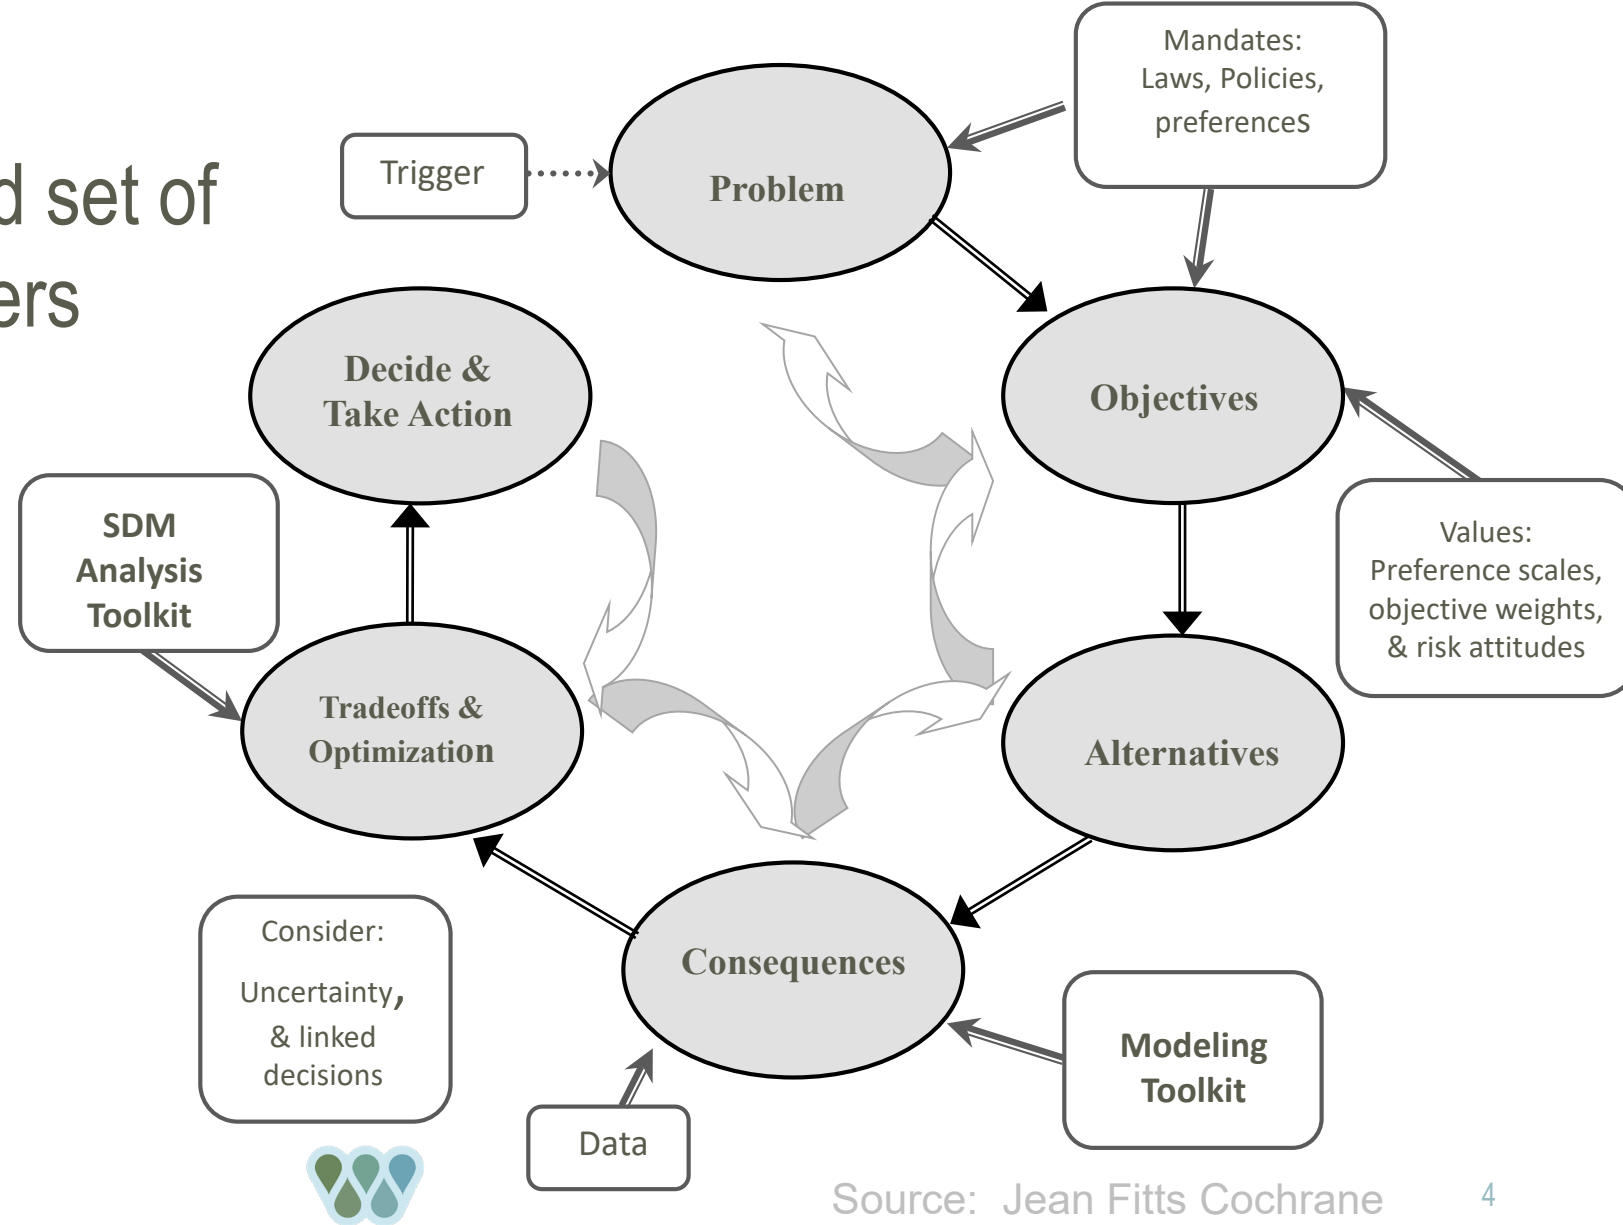 d set of
ers
Trigger
Problem
Mandates:
Laws, Policies,
preferences
Decide &
Take Action
Objectives
SDM
Analysis
Toolkit
Values:
Preference scales,
objective weights,
& risk attitudes
Tradeoffs &
Optimization
Alternatives
Consider:
Uncertainty,
& linked
decisions
Consequences
Modeling
Toolkit
Data
Source: Jean Fitts Cochrane
4